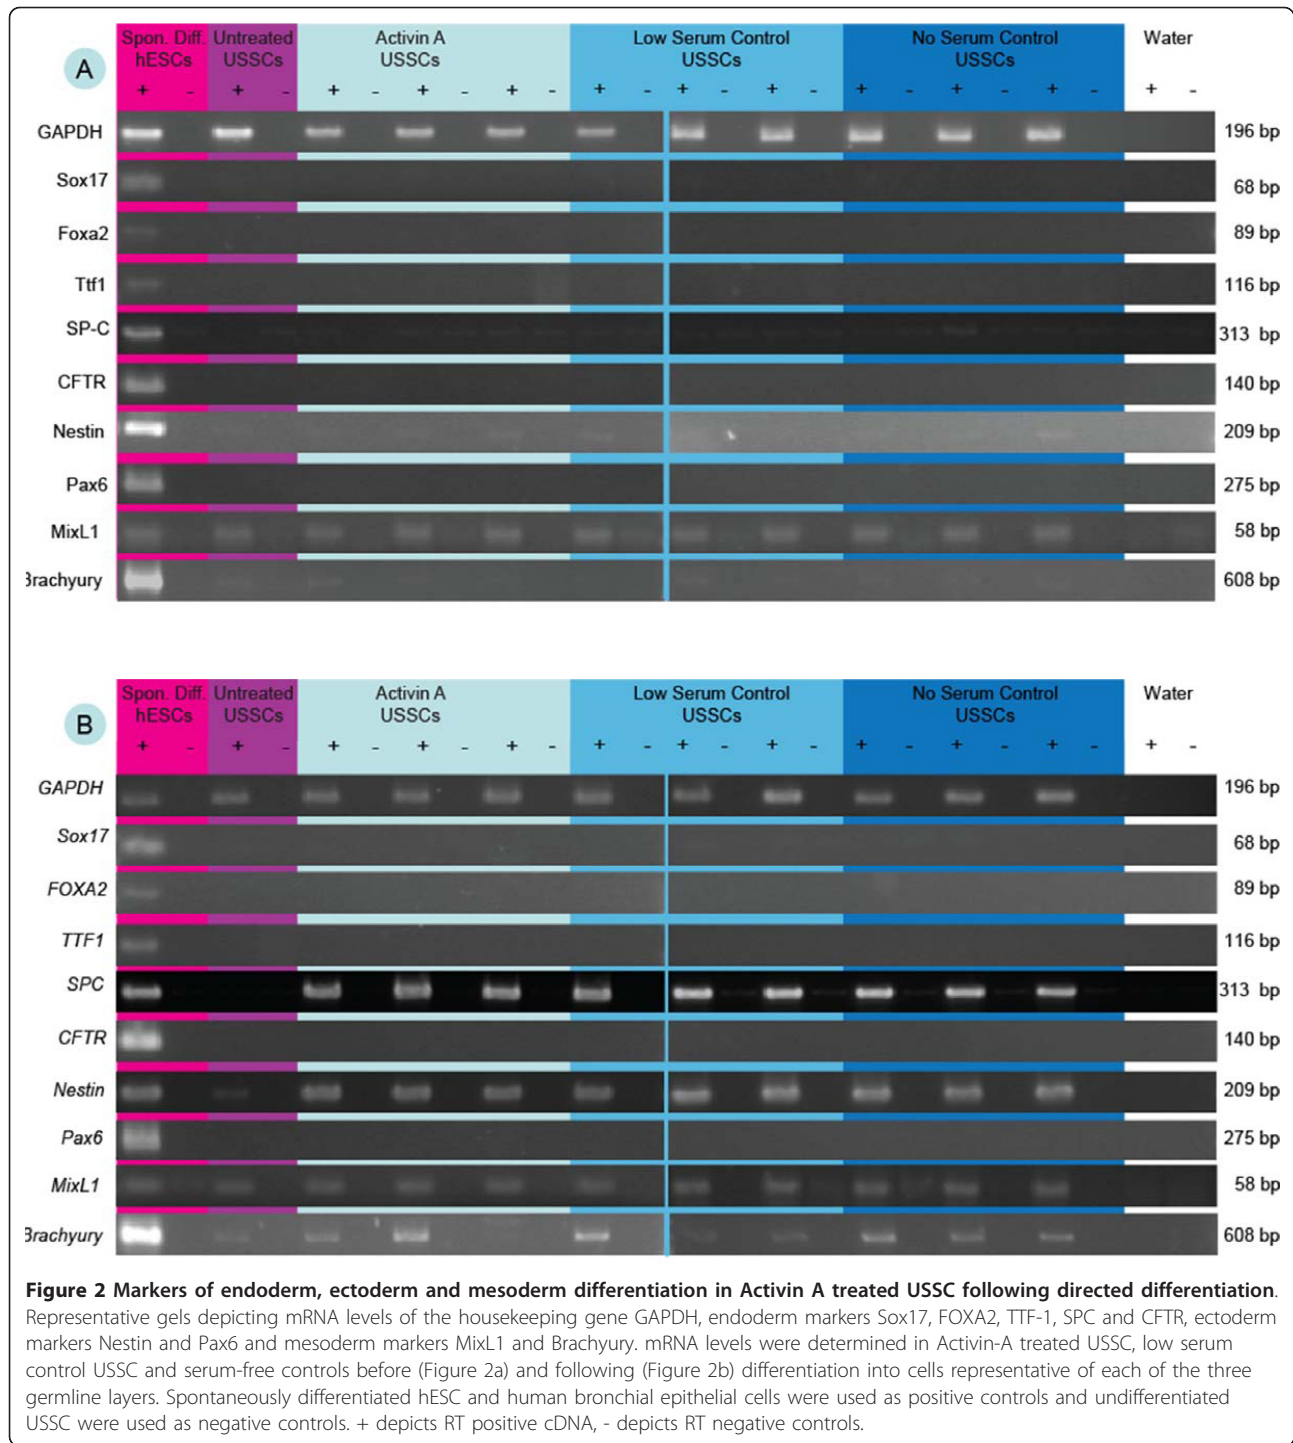 Spon. Diff. Untreated Activin A Low Serum Control No Serum Control Water
hESCs USSCs USSCs USSCs USSCs
A
+ - + - + - + - + - + - + - + - + - + - + - + -
GAPDH 196 bp
Sox17 68 bp
Foxa2 89 bp
Ttf1 116 bp
SP-C 313 bp
CFTR 140 bp
Nestin 209 bp
Pax6 275 bp
MixL1 58 bp
Brachyury 608 bp
Spon. Diff. Untreated Activin A Low Serum Control No Serum Control Water
hESCs USSCs USSCs USSCs USSCs
B
+ - + - + - + - + - + - + - + - + - + - + - + -
GAPDH 196 bp
Sox17 68 bp
FOXA2 89 bp
TTF1 116 bp
SPC 313 bp
CFTR 140 bp
Nestin 209 bp
Pax6 275 bp
MixL1 58 bp
Brachyury 608 bp
Figure 2 Markers of endoderm, ectoderm and mesoderm differentiation in Activin A treated USSC following directed differentiation.
Representative gels depicting mRNA levels of the housekeeping gene GAPDH, endoderm markers Sox17, FOXA2, TTF-1, SPC and CFTR, ectoderm
markers Nestin and Pax6 and mesoderm markers MixL1 and Brachyury. mRNA levels were determined in Activin-A treated USSC, low serum
control USSC and serum-free controls before (Figure 2a) and following (Figure 2b) differentiation into cells representative of each of the three
germline layers. Spontaneously differentiated hESC and human bronchial epithelial cells were used as positive controls and undifferentiated
USSC were used as negative controls. + depicts RT positive cDNA, - depicts RT negative controls.